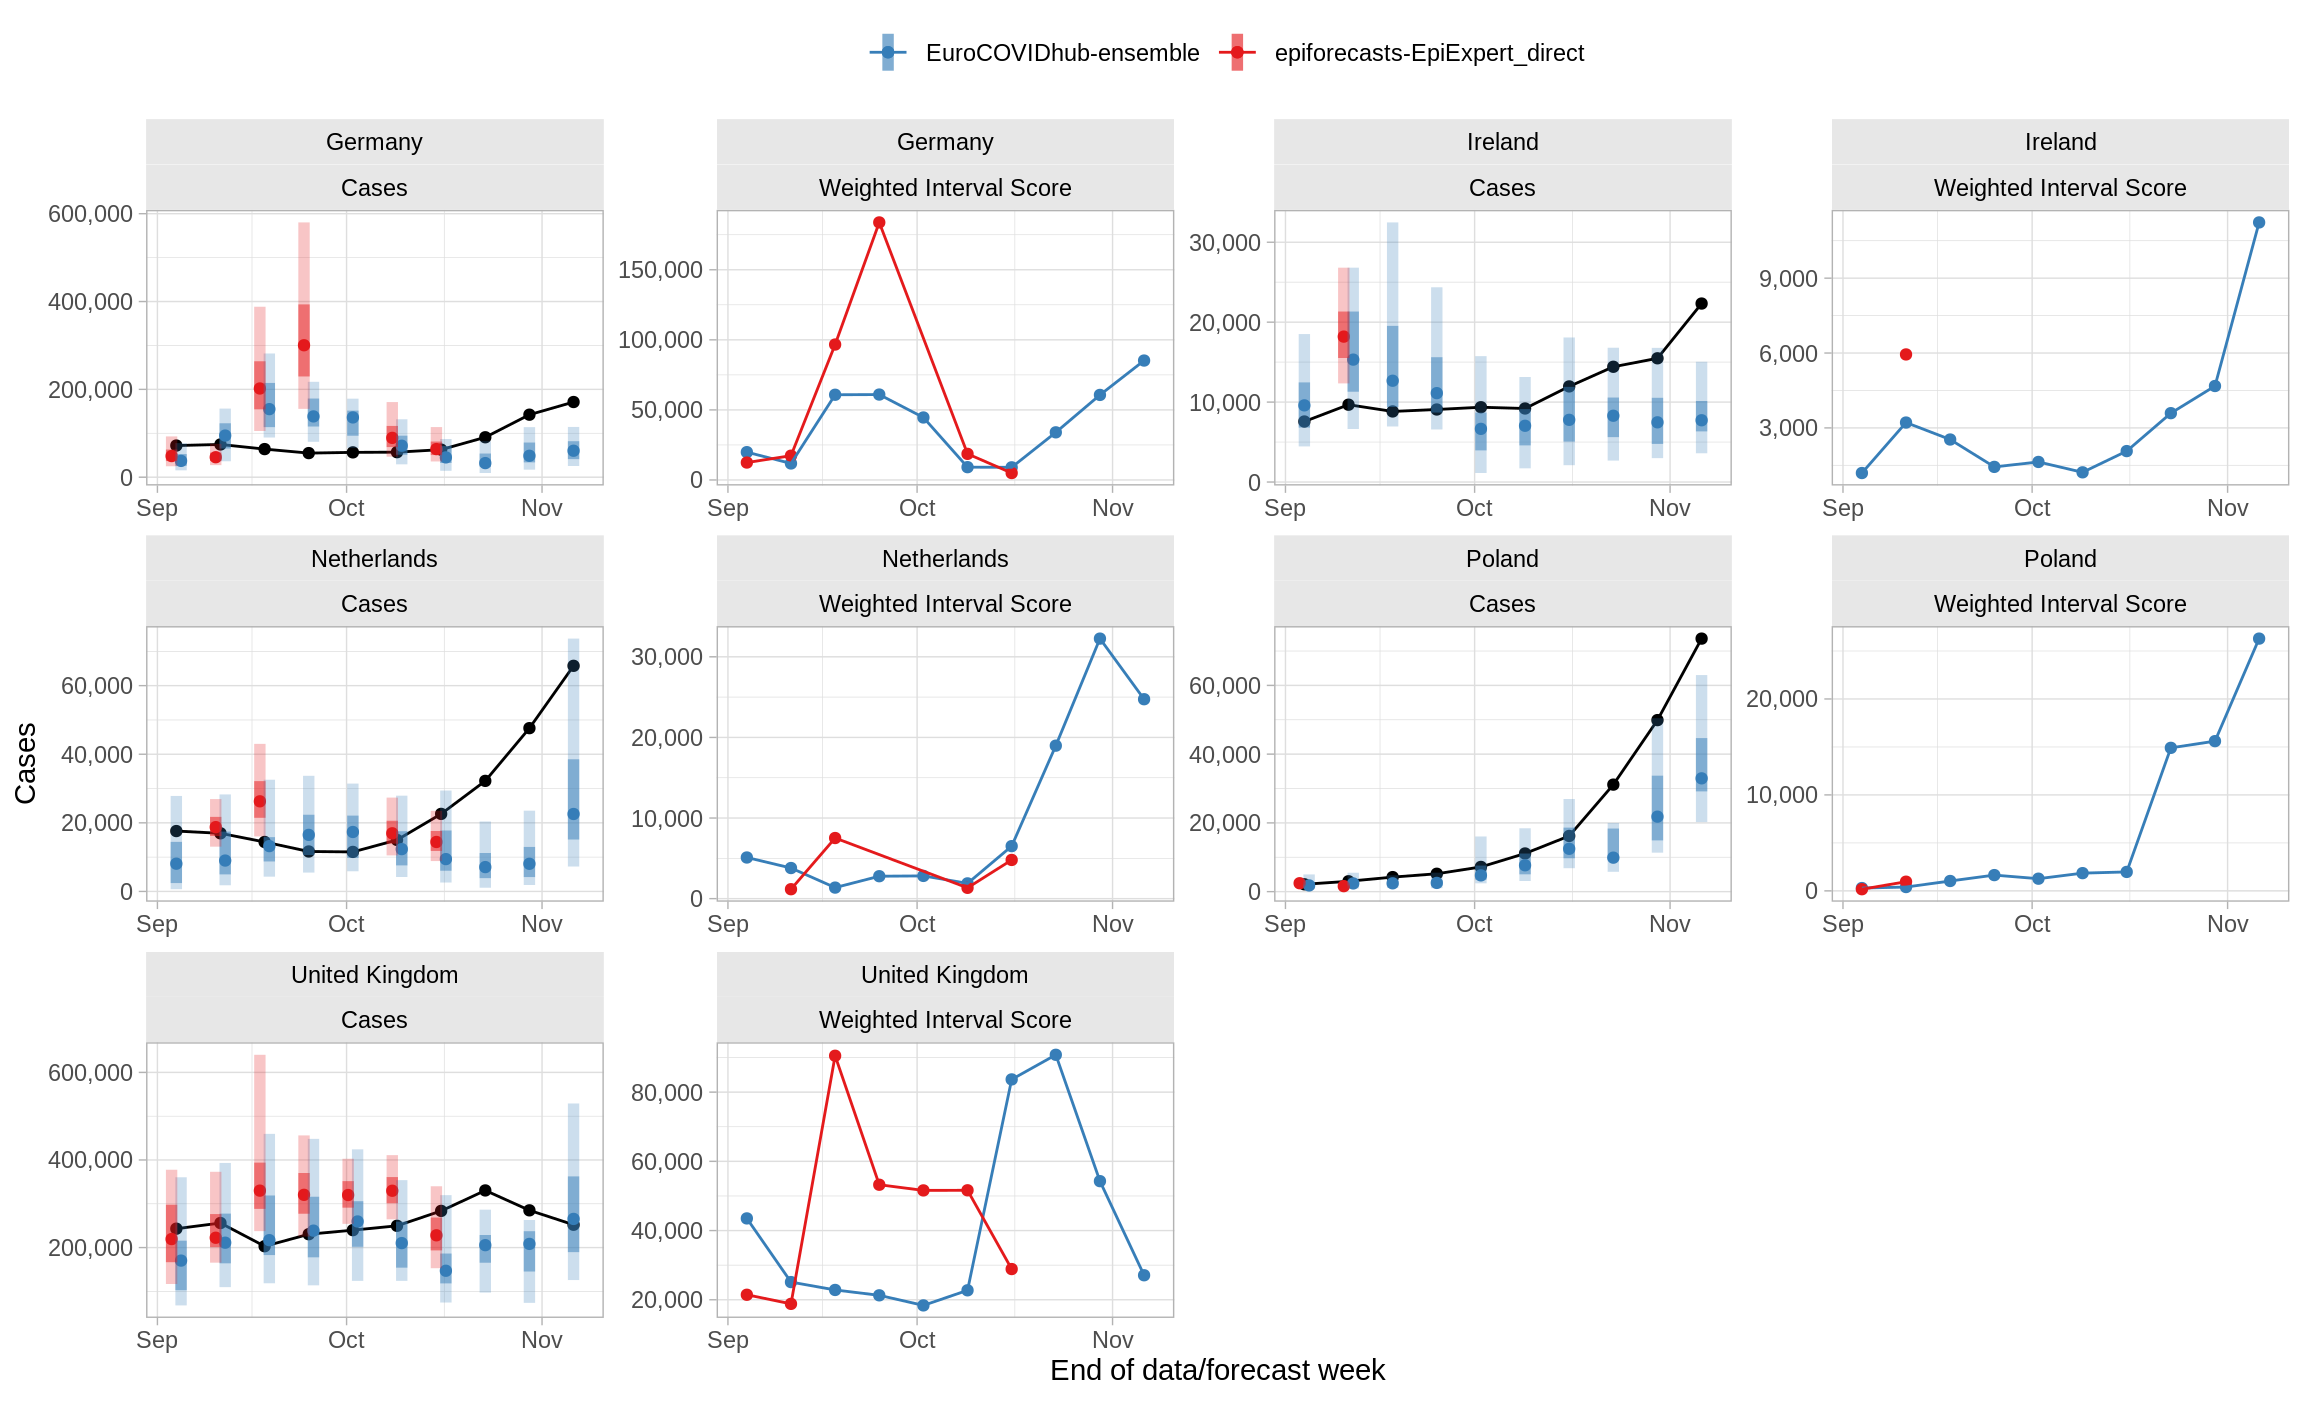 EuroCOVIDhub-ensemble epiforecasts-EpiExpert_direct
Germany
Cases
600,000
400,000
200,000
0
Sep Oct Nov
Germany
Weighted Interval Score
150,000
100,000
50,000
0
Sep Oct Nov
Ireland
Cases
30,000
20,000
10,000
0
Sep Oct Nov
Ireland
Weighted Interval Score
9,000
6,000
3,000
Sep Oct Nov
Cases
Netherlands
Cases
60,000
40,000
20,000
0
Sep Oct Nov
Netherlands
Weighted Interval Score
30,000
20,000
10,000
0
Sep Oct Nov
Poland
Cases
60,000
40,000
20,000
0
Sep Oct Nov
Poland
Weighted Interval Score
20,000
10,000
0
Sep Oct Nov
United Kingdom
Cases
600,000
400,000
200,000
Sep Oct Nov
United Kingdom
Weighted Interval Score
80,000
60,000
40,000
20,000
Sep Oct Nov
End of data/forecast week